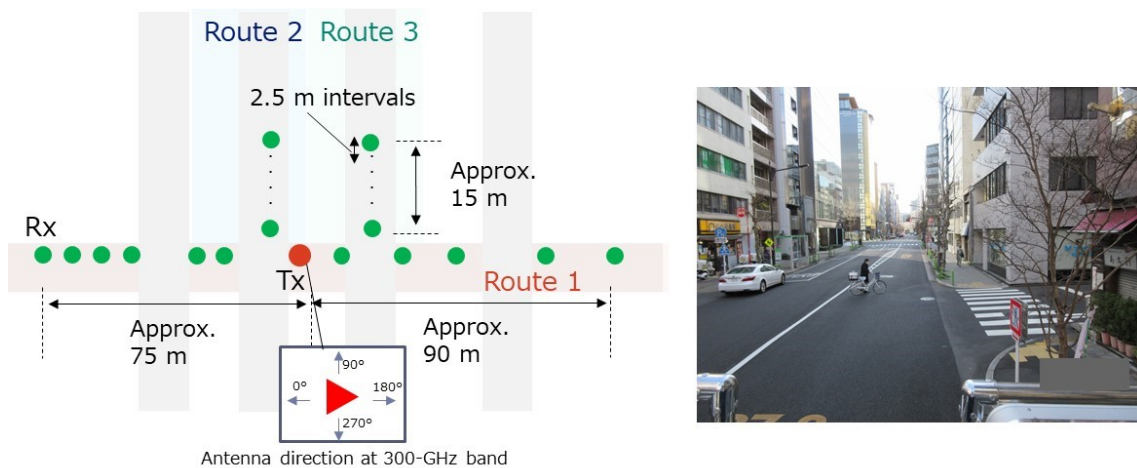 Route 2
Route 3
2.5 m intervals
Approx.
15 m
Rx
Tx
Route 1
Approx.
75 m
Approx.
90 m
90°
0°
180°
270°
Antenna direction at 300-GHz band